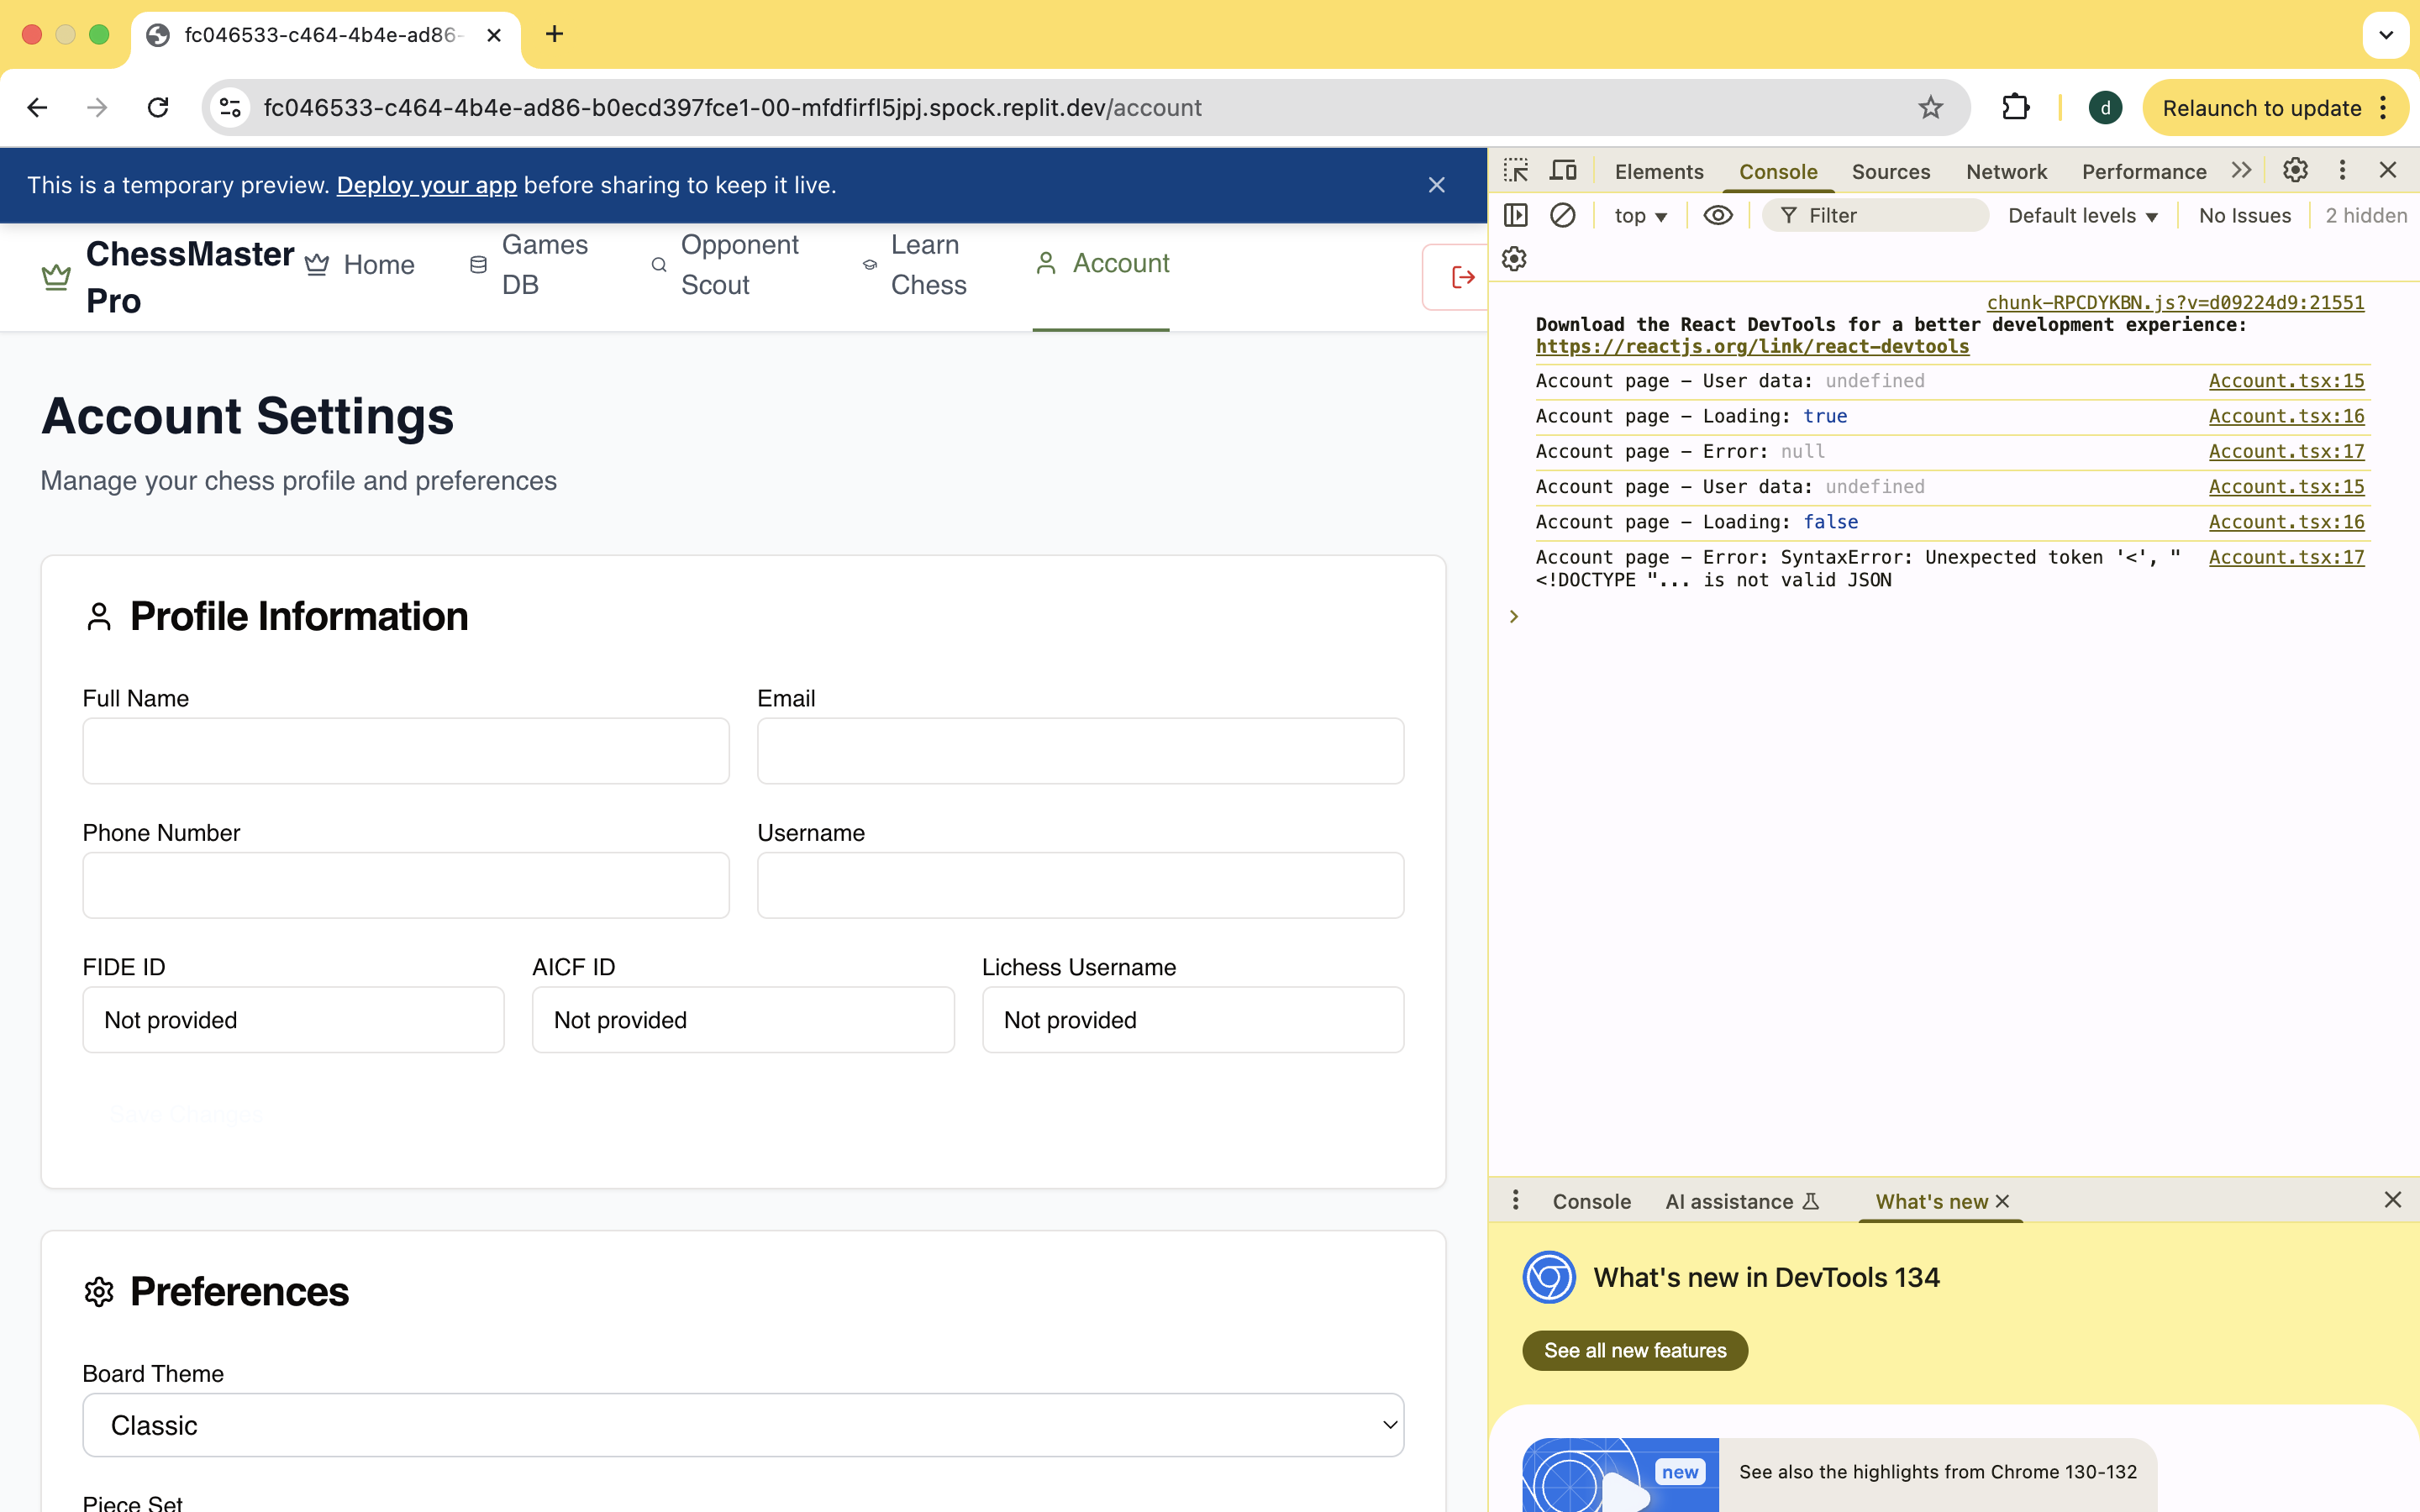 fc046533-c464-4b4e-ad86-
fc046533-c464-4b4e-ad86-b0ecd397fce1-00-mfdfirfl5jpj.spock.replit.dev/account
d
Relaunch to update
This is a temporary preview. Deploy your app before sharing to keep it live.
ChessMaster
Pro
Home
Games
DB
Opponent
Scout
Learn
Chess
Account
Account Settings
Manage your chess profile and preferences
Profile Information
Full Name
Email
Phone Number
Username
FIDE ID
AICF ID
Lichess Username
Not provided
Not provided
Not provided
Save Changes
Preferences
Board Theme
Classic
Piece Set
Elements
Console
Sources
Network
Performance
top
Filter
Default levels
No Issues
2 hidden
chunk-RPCDYKBN.js?v=d09224d9:21551
Download the React DevTools for a better development experience:
https://reactjs.org/link/react-devtools
Account page - User data: undefined Account.tsx:15
Account page - Loading: true Account.tsx:16
Account page - Error: null Account.tsx:17
Account page - User data: undefined Account.tsx:15
Account page - Loading: false Account.tsx:16
Account page - Error: SyntaxError: Unexpected token '<', " Account.tsx:17
<!DOCTYPE "... is not valid JSON
Console
AI assistance
What's new
What's new in DevTools 134
See all new features
new
See also the highlights from Chrome 130-132